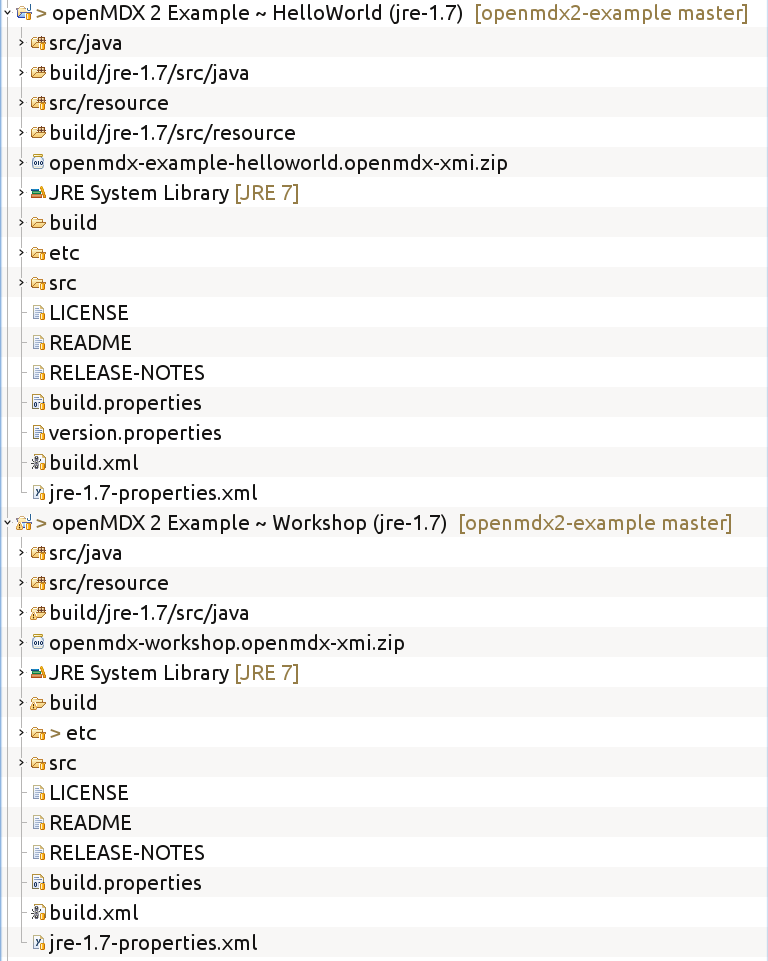 > openMDX 2 Example ~ HelloWorld (jre-1.7) [openmdx2-example master]
src/java
build/jre-1.7/src/java
src/resource
build/jre-1.7/src/resource
openmdx-example-helloworld.openmdx-xmi.zip
JRE System Library [JRE 7]
build
etc
src
LICENSE
README
RELEASE-NOTES
build.properties
version.properties
build.xml
jre-1.7-properties.xml
> openMDX 2 Example ~ Workshop (jre-1.7) [openmdx2-example master]
src/java
src/resource
build/jre-1.7/src/java
openmdx-workshop.openmdx-xmi.zip
JRE System Library [JRE 7]
build
> etc
src
LICENSE
README
RELEASE-NOTES
build.properties
build.xml
jre-1.7-properties.xml